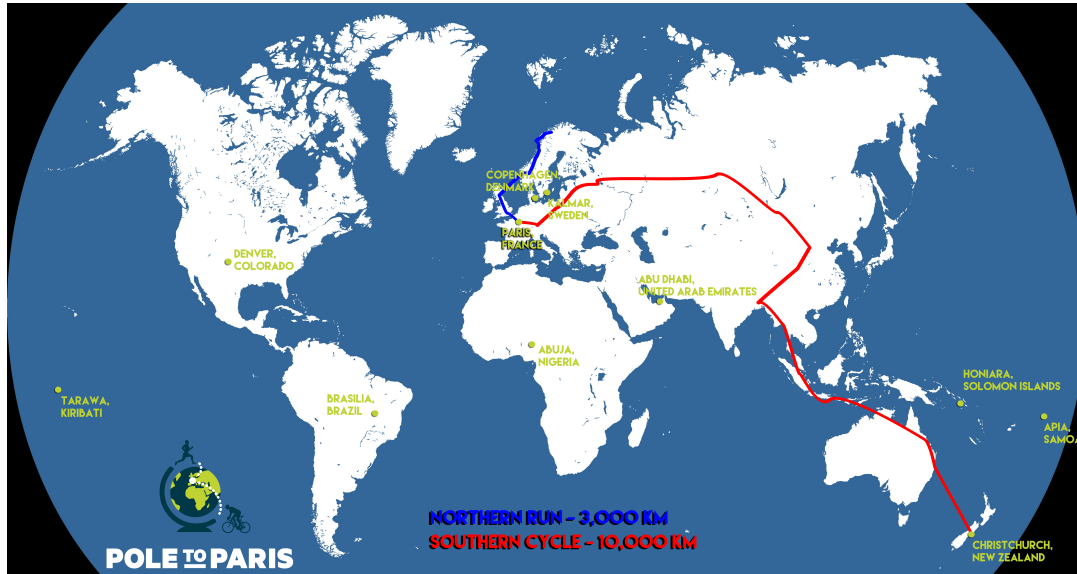 COPENHAGEN,
DENMARK
KALMAR,
SWEDEN
PARIS,
FRANCE
DENVER,
COLORADO
ABU DHABI,
UNITED ARAB EMIRATES
ABUJA,
NIGERIA
HONIARA,
SOLOMON ISLANDS
TARAWA,
KIRIBATI
BRASILIA,
BRAZIL
APIA,
SAMOA
NORTHERN RUN - 3,000 KM
SOUTHERN CYCLE - 10,000 KM
CHRISTCHURCH,
NEW ZEALAND
POLE TO PARIS